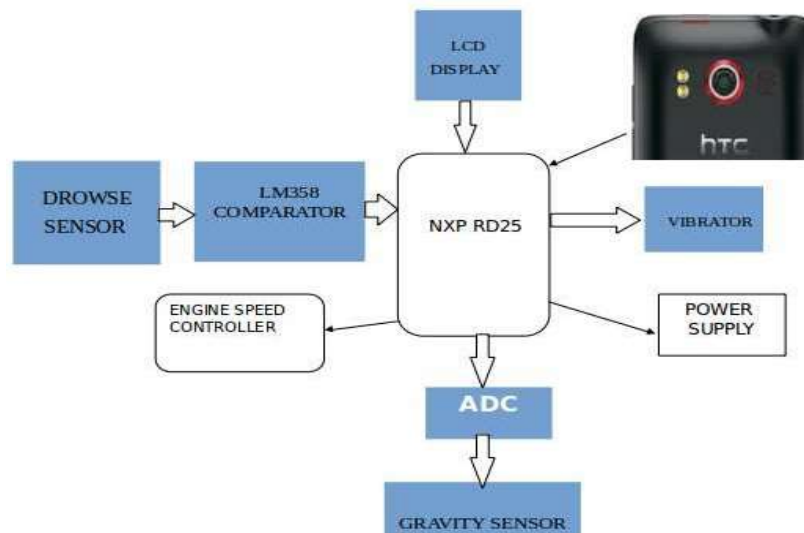 LCD
DISPLAY
hTC
DROWSE
SENSOR
LM358
COMPARATOR
NXP RD25
VIBRATOR
ENGINE SPEED
CONTROLLER
POWER
SUPPLY
ADC
GRAVITY SENSOR